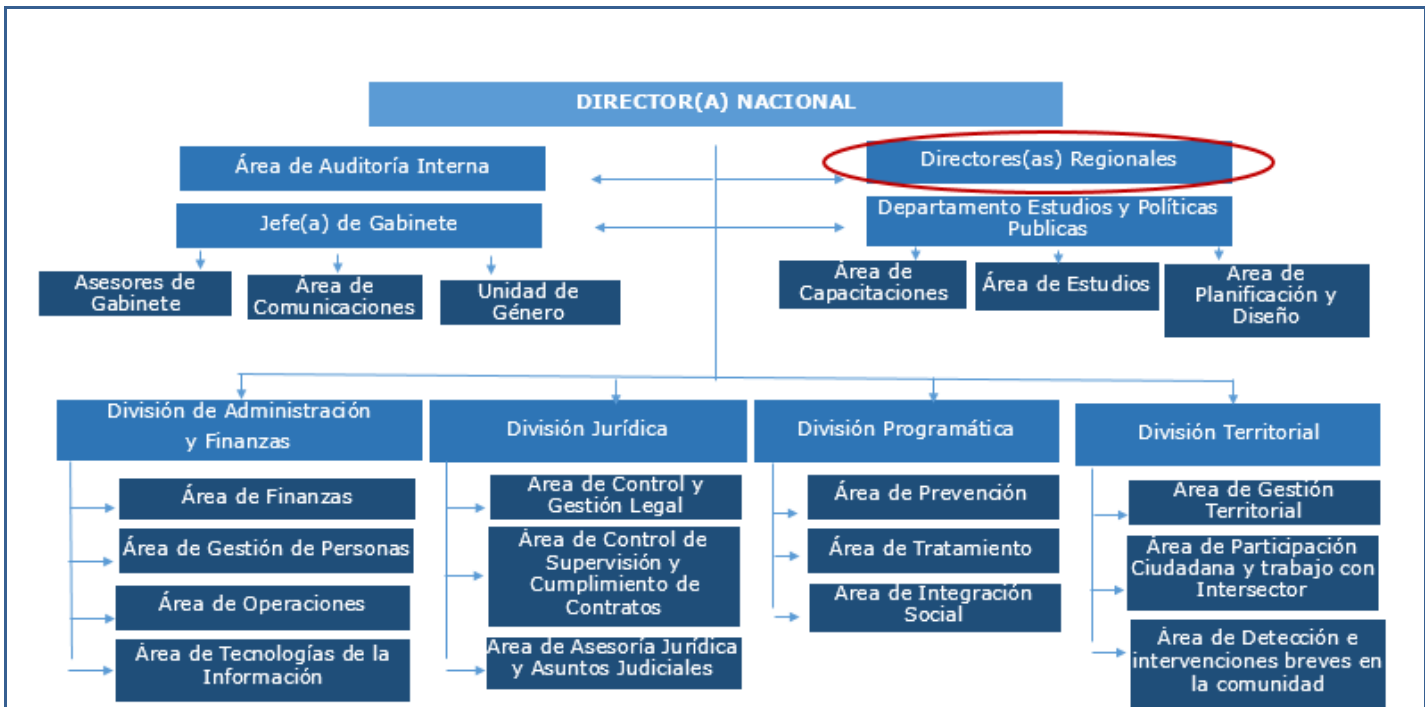 DIRECTOR(A) NACIONAL
Área de Auditoría Interna
Directores(as) Regionales
Jefe(a) de Gabinete
Departamento Estudios y Políticas
Publicas
Asesores de
Gabinete
Área de
Comunicaciones
Unidad de
Género
Área de
Capacitaciones
Área de Estudios
Area de
Planificación y
Diseño
División de Administración
y Finanzas
Área de Finanzas
Área de Gestión de Personas
Área de Operaciones
Área de Tecnologías de la
Información
División Jurídica
Area de Control y
Gestión Legal
Área de Control de
Supervisión y
Cumplimiento de
Contratos
Area de Asesoría Jurídica
y Asuntos Judiciales
División Programática
Área de Prevención
Área de Tratamiento
Area de Integración
Social
División Territorial
Area de Gestión
Territorial
Área de Participación
Ciudadana y trabajo con
Intersector
Área de Detección e
intervenciones breves en
la comunidad